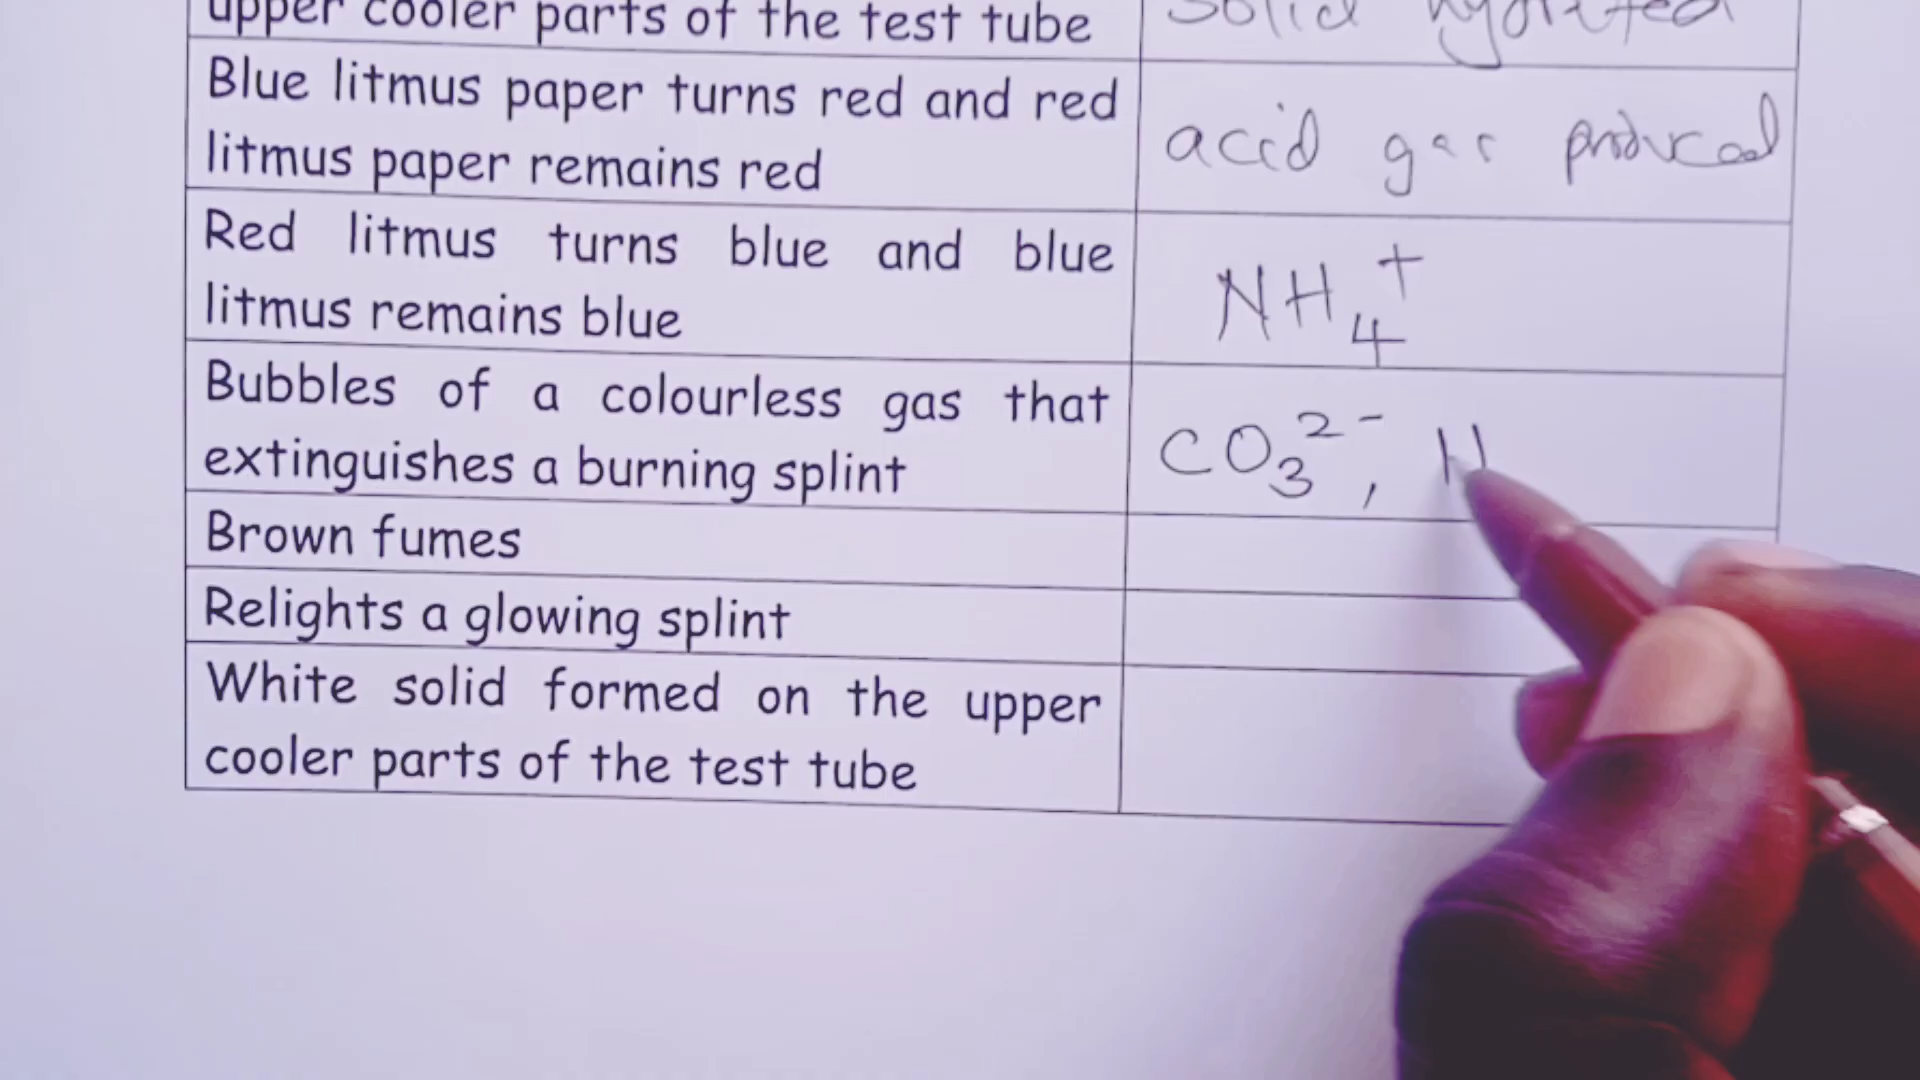 upper cooler parts of the test tube
solid hydrated
Blue litmus paper turns red and red
litmus paper remains red
acid gas produced
Red litmus turns blue and blue
litmus remains blue
NH₄⁺
Bubbles of a colourless gas that
extinguishes a burning splint
CO₃²⁻, H
Brown fumes
Relights a glowing splint
White solid formed on the upper
cooler parts of the test tube